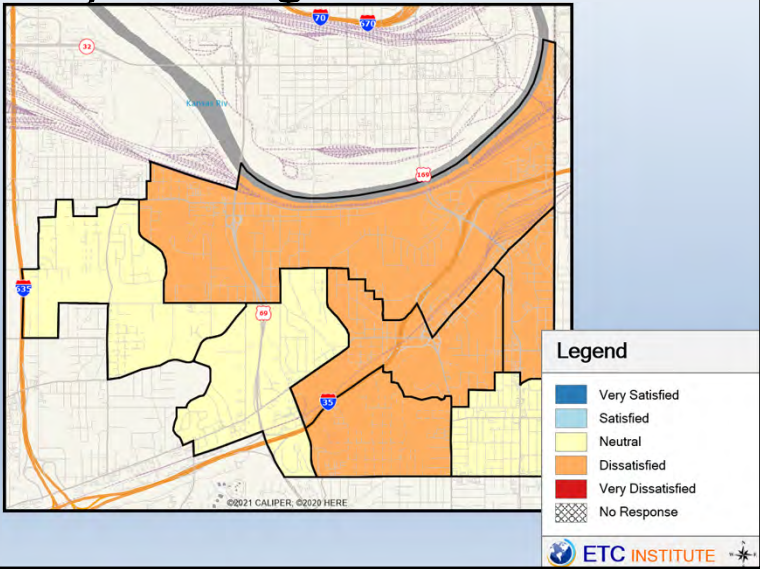 70
670
32
Kansas Riv
169
635
69
35
©2021 CALIPER; ©2020 HERE
Legend
Very Satisfied
Satisfied
Neutral
Dissatisfied
Very Dissatisfied
No Response
ETC INSTITUTE